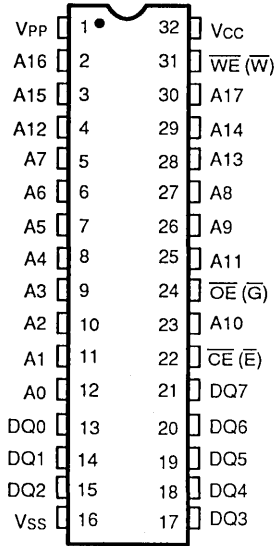 VPP 1 32 VCC
A16 2 31 WE (W)
A15 3 30 A17
A12 4 29 A14
A7 5 28 A13
A6 6 27 A8
A5 7 26 A9
A4 8 25 A11
A3 9 24 OE (G)
A2 10 23 A10
A1 11 22 CE (E)
A0 12 21 DQ7
DQ0 13 20 DQ6
DQ1 14 19 DQ5
DQ2 15 18 DQ4
VSS 16 17 DQ3